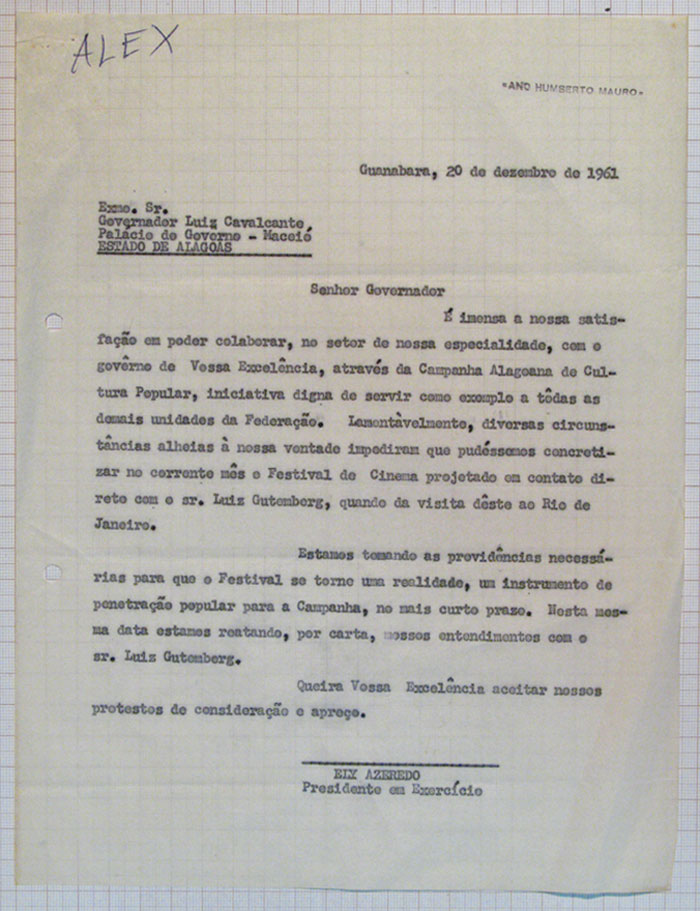 ALEX
"ANO HUMBERTO MAURO"
Guanabara, 20 de dezembro de 1961
Exmo. Sr.
Governador Luiz Cavalcante
Palácio do Governo - Maceió
ESTADO DE ALAGOAS
Senhor Governador
É imensa a nossa satis-
fação em poder colaborar, no setor de nossa especialidade, com o
govêrno de Vossa Excelência, através da Campanha Alagoana de Cul-
tura Popular, iniciativa digna de servir como exemplo a tôdas as
demais unidades da Federação. Lamentàvelmente, diversas circuns-
tâncias alheias à nossa vontade impediram que pudéssemos concreti-
zar no corrente mês o Festival de Cinema projetado em contato di-
reto com o sr. Luiz Gutemberg, quando da visita dêste ao Rio de
Janeiro.
Estamos tomando as providências necessá-
rias para que o Festival se torne uma realidade, um instrumento de
penetração popular para a Campanha, no mais curto prazo. Nesta mes-
ma data estamos reatando, por carta, nossos entendimentos com o
sr. Luiz Gutemberg.
Queira Vossa Excelência aceitar nossos
protestos de consideração e apreço.
ELY AZEREDO
Presidente em Exercício